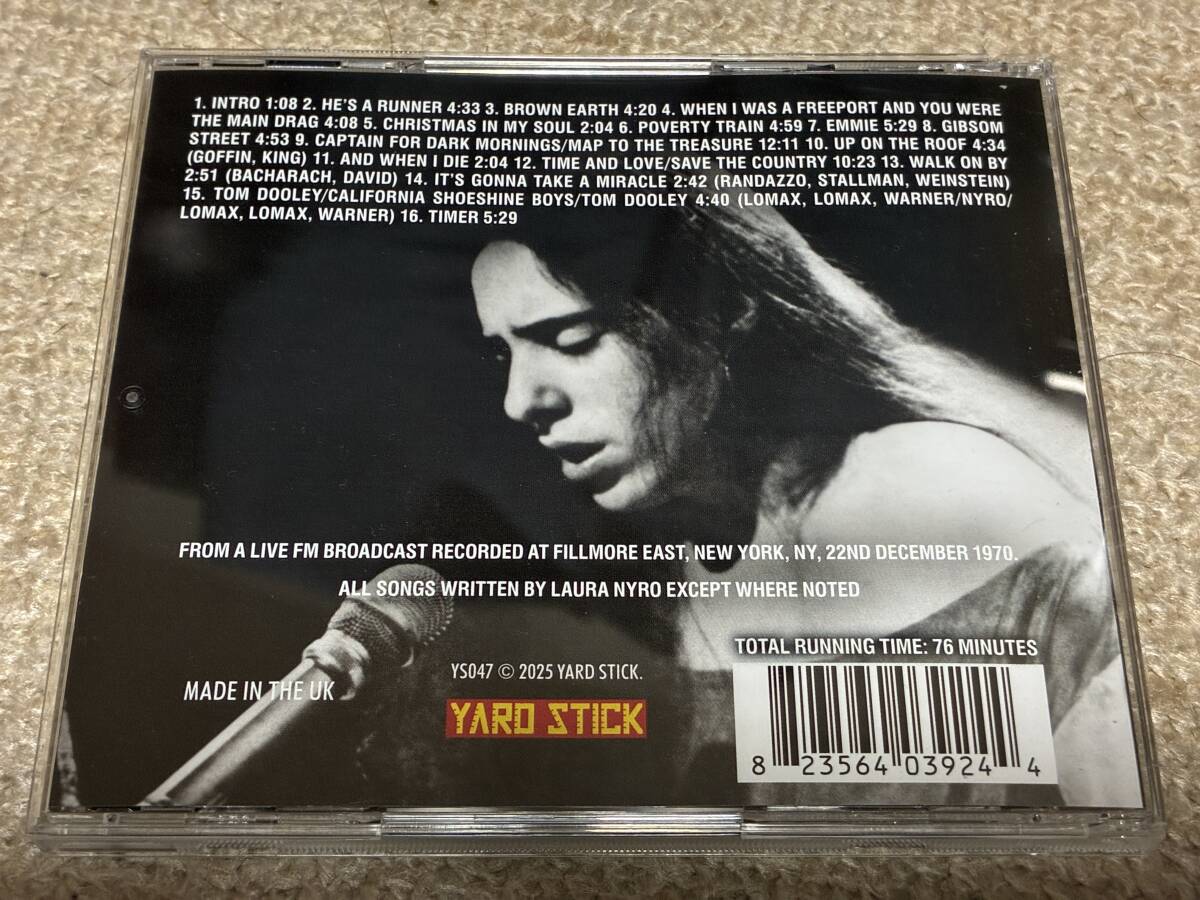 1. INTRO 1:08 2. HE'S A RUNNER 4:33 3. BROWN EARTH 4:20 4. WHEN I WAS A FREEPORT AND YOU WERE
THE MAIN DRAG 4:08 5. CHRISTMAS IN MY SOUL 2:04 6. POVERTY TRAIN 4:59 7. EMMIE 5:29 8. GIBSOM
STREET 4:53 9. CAPTAIN FOR DARK MORNINGS/MAP TO THE TREASURE 12:11 10. UP ON THE ROOF 4:34
(GOFFIN, KING) 11. AND WHEN I DIE 2:04 12. TIME AND LOVE/SAVE THE COUNTRY 10:23 13. WALK ON BY
2:51 (BACHARACH, DAVID) 14. IT'S GONNA TAKE A MIRACLE 2:42 (RANDAZZO, STALLMAN, WEINSTEIN)
15. TOM DOOLEY/CALIFORNIA SHOESHINE BOYS/TOM DOOLEY 4:40 (LOMAX, LOMAX, WARNER/NYRO/
LOMAX, LOMAX, WARNER) 16. TIMER 5:29
FROM A LIVE FM BROADCAST RECORDED AT FILLMORE EAST, NEW YORK, NY, 22ND DECEMBER 1970.
ALL SONGS WRITTEN BY LAURA NYRO EXCEPT WHERE NOTED
TOTAL RUNNING TIME: 76 MINUTES
YS047 © 2025 YARD STICK.
MADE IN THE UK
YARD STICK
8 23564 03924 4